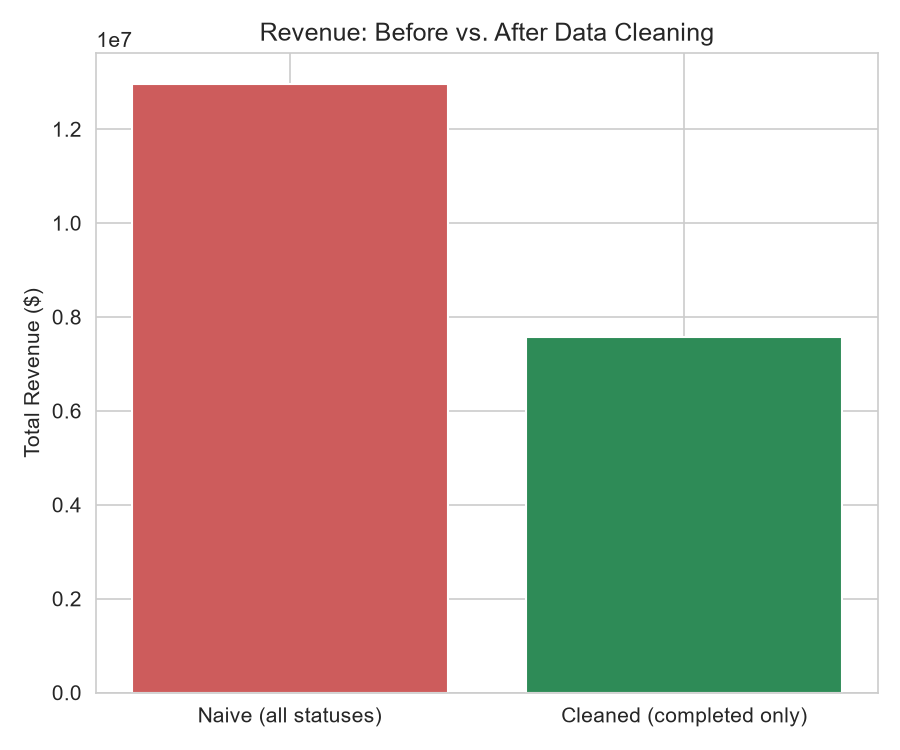 Revenue: Before vs. After Data Cleaning
1e7
1.2
1.0
0.8
0.6
0.4
0.2
0.0
Total Revenue ($)
Naive (all statuses)
Cleaned (completed only)